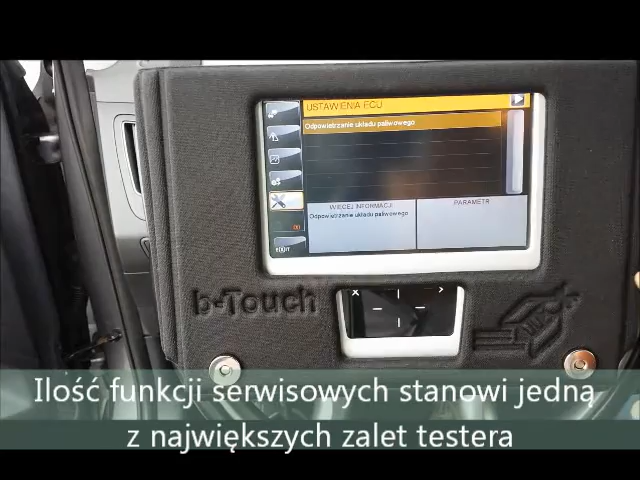 USTAWIENIA ECU
Odpowietrzanie układu paliwowego
WIĘCEJ INFORMACJI
PARAMETR
Odpowietrzanie układu paliwowego
b-Touch
Ilość funkcji serwisowych stanowi jedną
z największych zalet testera